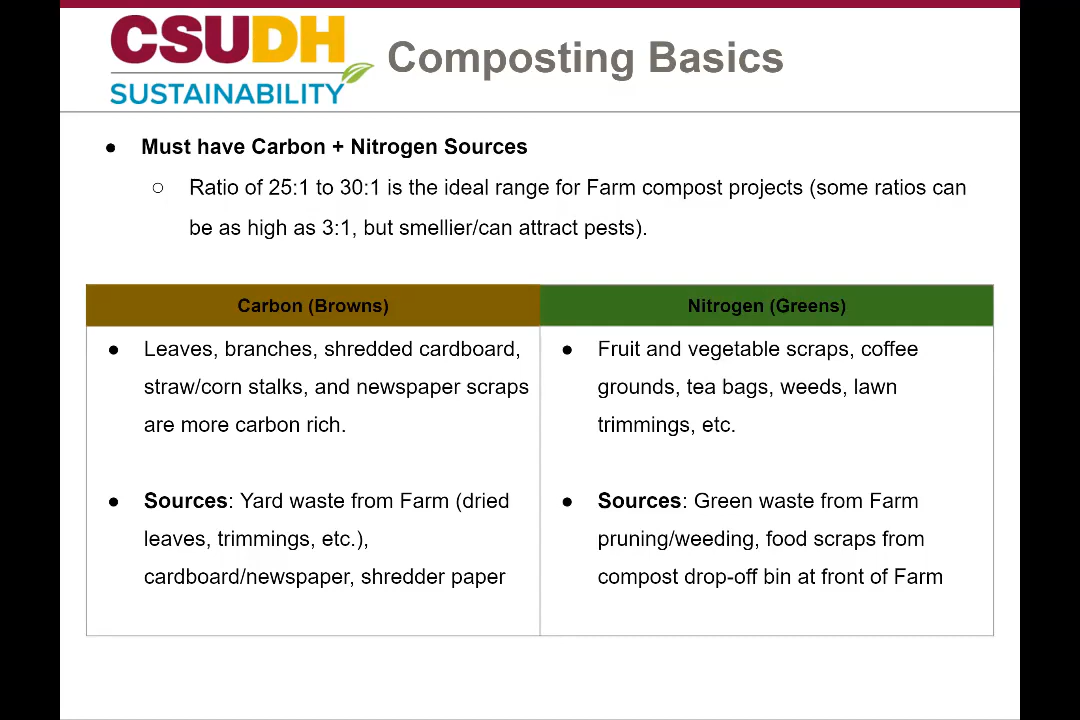 CSUDH
SUSTAINABILITY
Composting Basics
● Must have Carbon + Nitrogen Sources
○ Ratio of 25:1 to 30:1 is the ideal range for Farm compost projects (some ratios can
be as high as 3:1, but smellier/can attract pests).
Carbon (Browns)
● Leaves, branches, shredded cardboard,
straw/corn stalks, and newspaper scraps
are more carbon rich.
● Sources: Yard waste from Farm (dried
leaves, trimmings, etc.),
cardboard/newspaper, shredder paper
Nitrogen (Greens)
● Fruit and vegetable scraps, coffee
grounds, tea bags, weeds, lawn
trimmings, etc.
● Sources: Green waste from Farm
pruning/weeding, food scraps from
compost drop-off bin at front of Farm